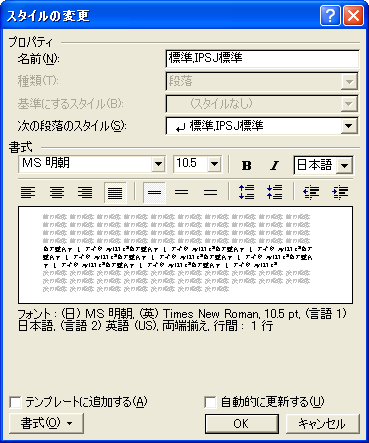 スタイルの変更
プロパティ
名前(N): 標準,IPSJ標準
種類(T): 段落
基準にするスタイル(B): (スタイルなし)
次の段落のスタイル(S): ↵ 標準,IPSJ標準
書式
MS 明朝 10.5 B I 日本語
フォント : (日) MS 明朝, (英) Times New Roman, 10.5 pt, (言語 1)
日本語, (言語 2) 英語 (US), 両端揃え, 行間 : 1 行
テンプレートに追加する(A) 自動的に更新する(U)
書式(O) OK キャンセル